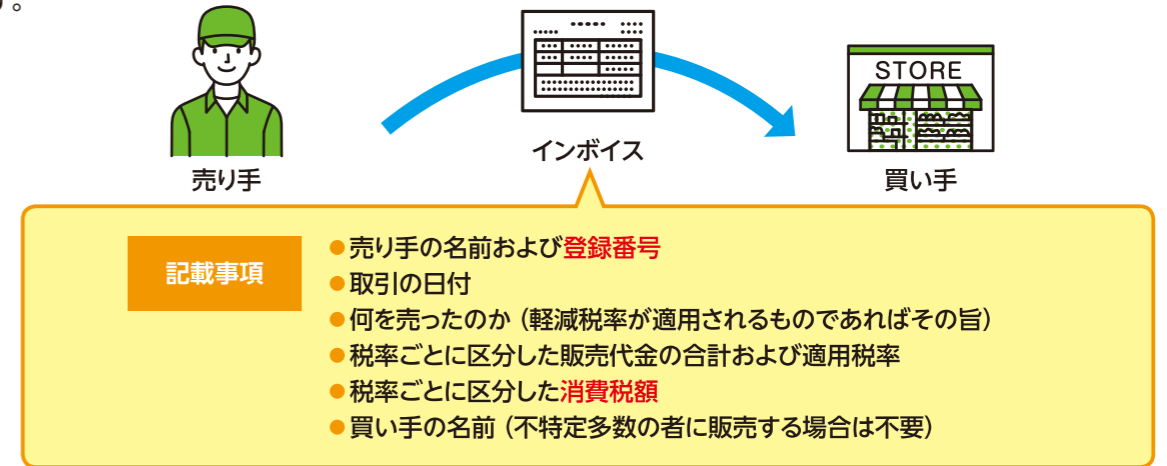 す。
STORE
インボイス
売り手
買い手
記載事項
●売り手の名前および登録番号
●取引の日付
●何を売ったのか（軽減税率が適用されるものであればその旨）
●税率ごとに区分した販売代金の合計および適用税率
●税率ごとに区分した消費税額
●買い手の名前（不特定多数の者に販売する場合は不要）